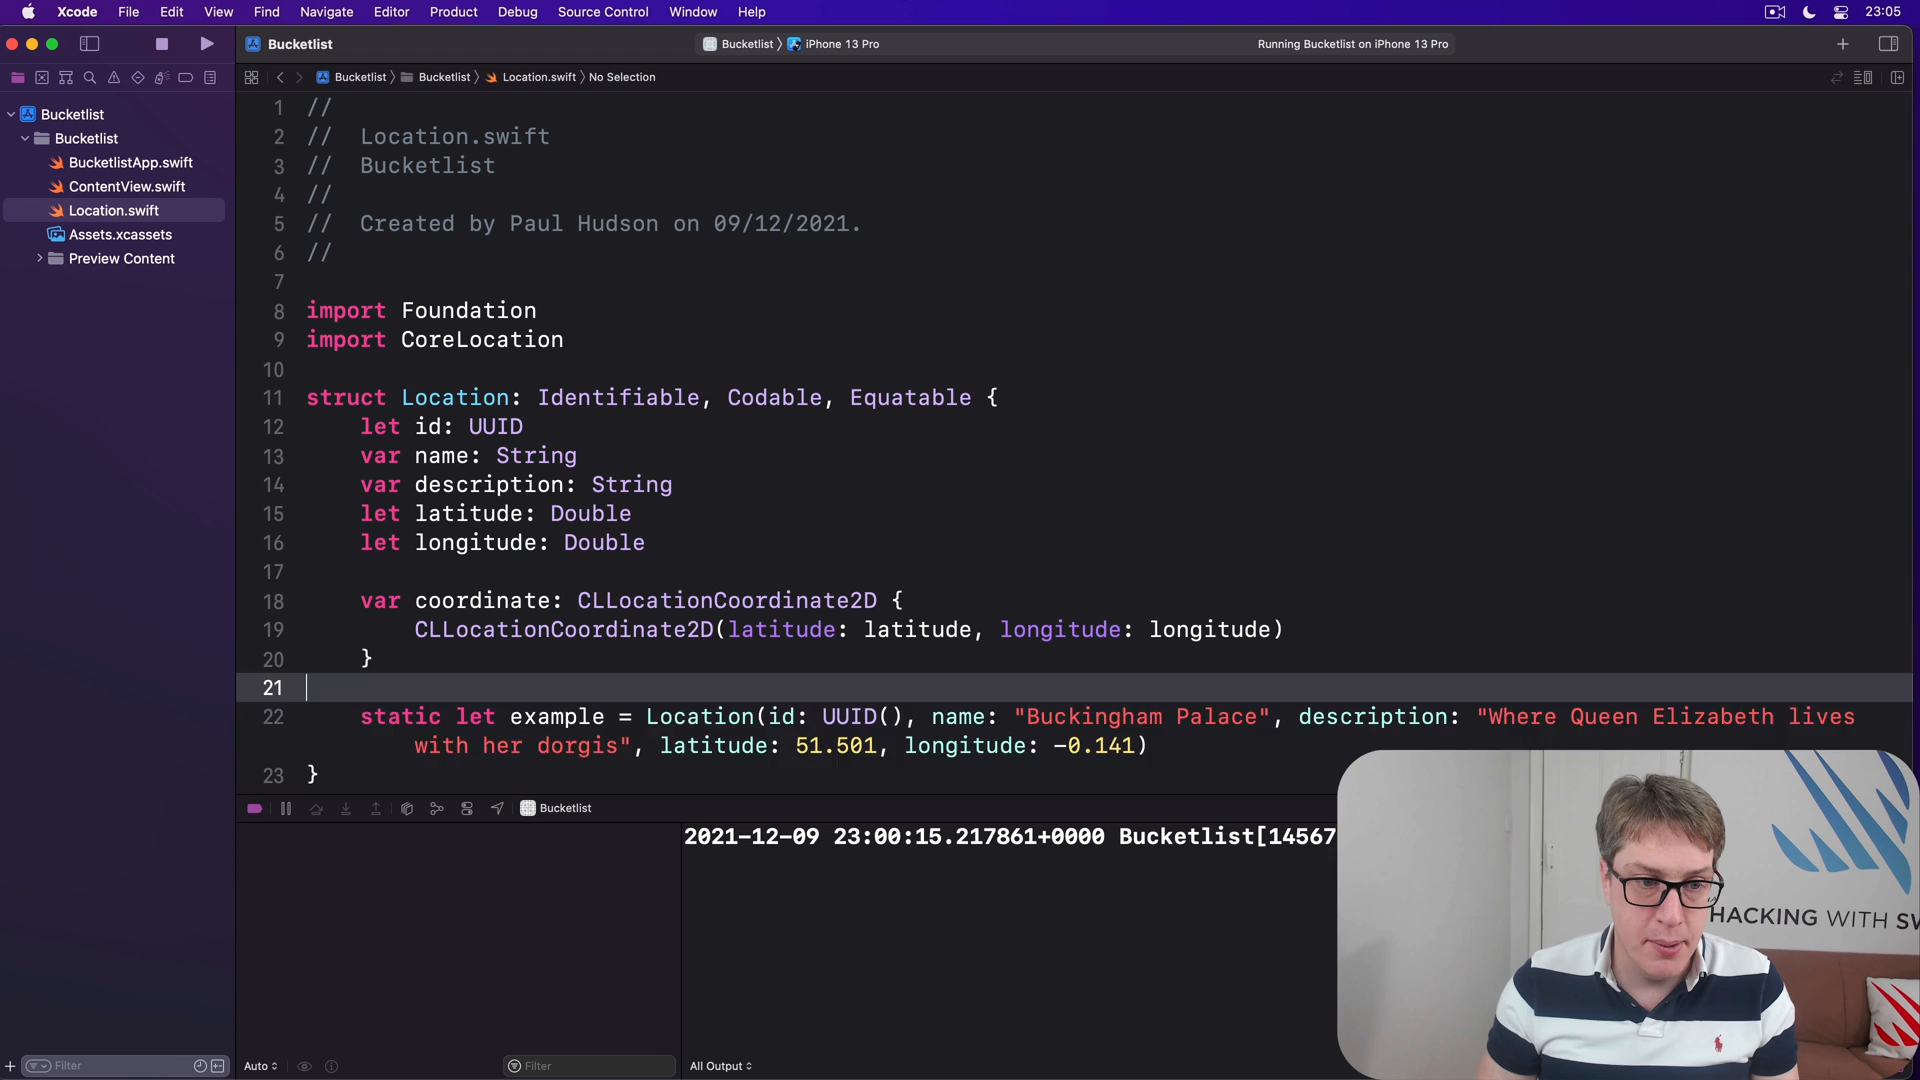 Xcode File Edit View Find Navigate Editor Product Debug Source Control Window Help 23:05
Bucketlist Bucketlist iPhone 13 Pro Running Bucketlist on iPhone 13 Pro
Bucketlist Bucketlist Location.swift No Selection
Bucketlist
Bucketlist
BucketlistApp.swift
ContentView.swift
Location.swift
Assets.xcassets
Preview Content
1 //
2 // Location.swift
3 // Bucketlist
4 //
5 // Created by Paul Hudson on 09/12/2021.
6 //
7
8 import Foundation
9 import CoreLocation
10
11 struct Location: Identifiable, Codable, Equatable {
12 let id: UUID
13 var name: String
14 var description: String
15 let latitude: Double
16 let longitude: Double
17
18 var coordinate: CLLocationCoordinate2D {
19 CLLocationCoordinate2D(latitude: latitude, longitude: longitude)
20 }
21
22 static let example = Location(id: UUID(), name: "Buckingham Palace", description: "Where Queen Elizabeth lives
with her dorgis", latitude: 51.501, longitude: -0.141)
23 }
Bucketlist
2021-12-09 23:00:15.217861+0000 Bucketlist[14567
HACKING WITH SW
Filter
Auto
Filter
All Output